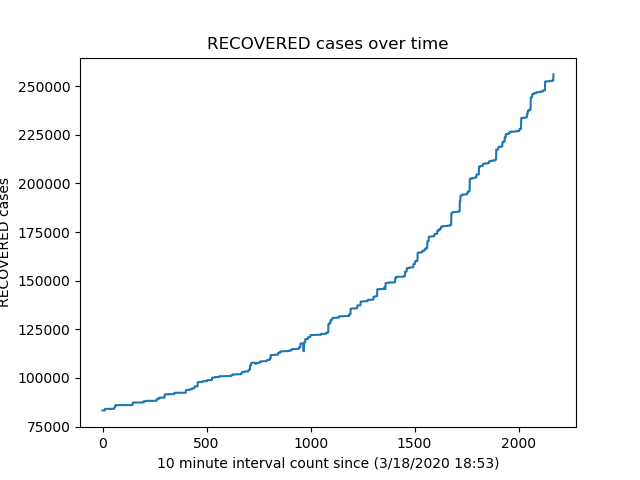 RECOVERED cases over time
250000
225000
200000
175000
150000
125000
100000
75000
RECOVERED cases
0 500 1000 1500 2000
10 minute interval count since (3/18/2020 18:53)